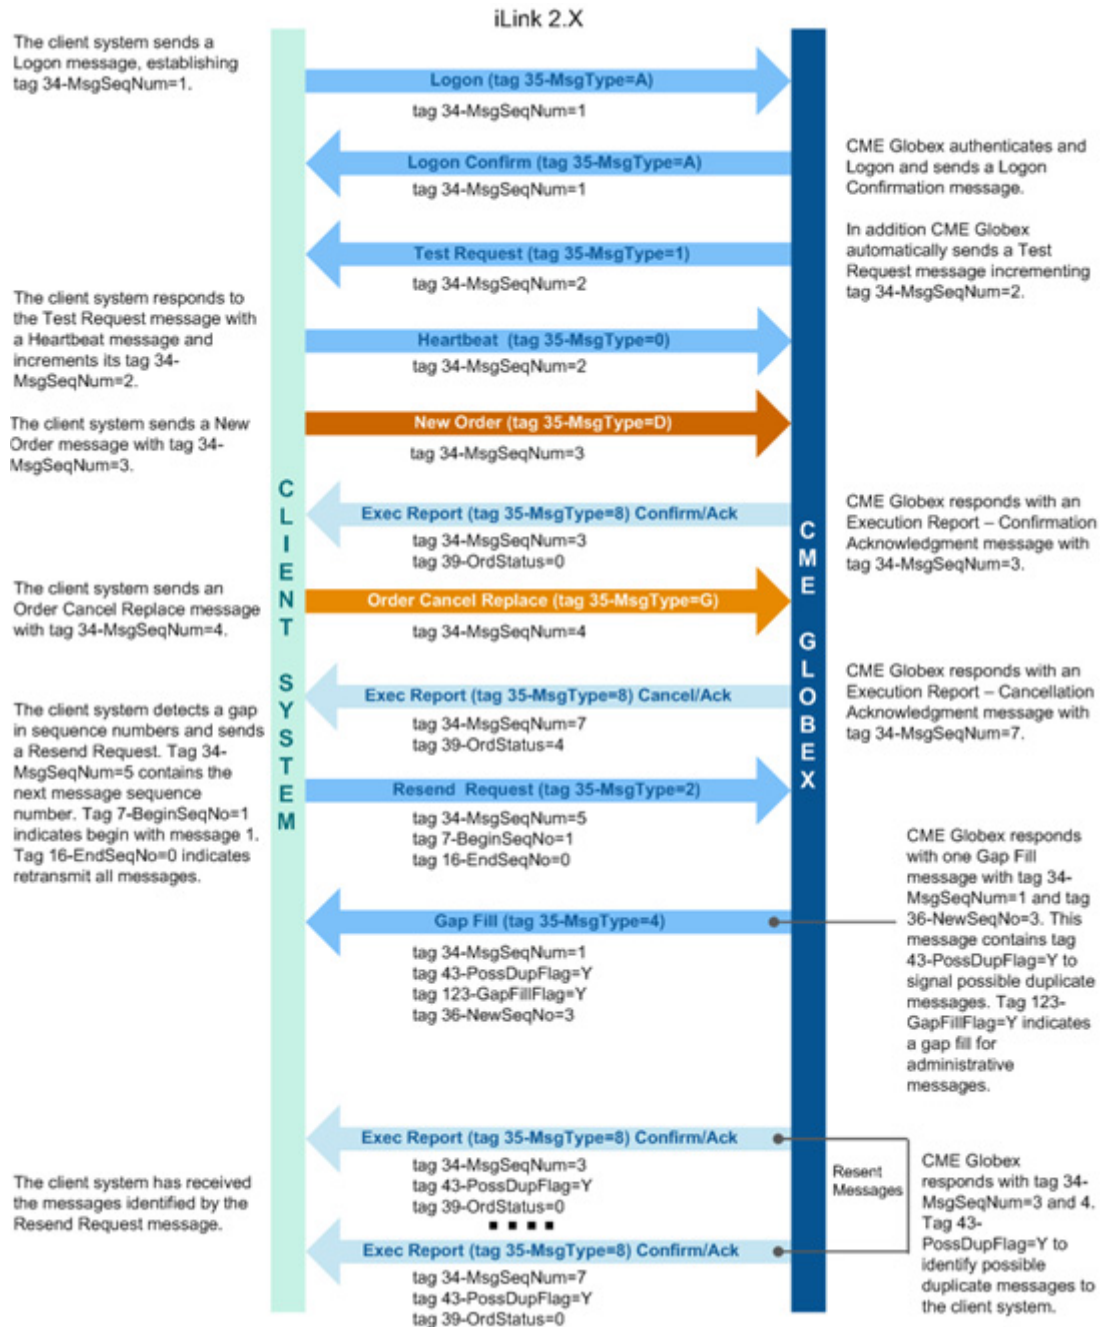 iLink 2.X
The client system sends a
Logon message, establishing
tag 34-MsgSeqNum=1.
Logon (tag 35-MsgType=A)
tag 34-MsgSeqNum=1
CME Globex authenticates and
Logon and sends a Logon
Confirmation message.
Logon Confirm (tag 35-MsgType=A)
tag 34-MsgSeqNum=1
In addition CME Globex
automatically sends a Test
Request message incrementing
tag 34-MsgSeqNum=2.
Test Request (tag 35-MsgType=1)
tag 34-MsgSeqNum=2
The client system responds to
the Test Request message with
a Heartbeat message and
increments its tag 34-
MsgSeqNum=2.
Heartbeat (tag 35-MsgType=0)
tag 34-MsgSeqNum=2
The client system sends a New
Order message with tag 34-
MsgSeqNum=3.
New Order (tag 35-MsgType=D)
tag 34-MsgSeqNum=3
CLIENT SYSTEM
CME GLOBEX
Exec Report (tag 35-MsgType=8) Confirm/Ack
tag 34-MsgSeqNum=3
tag 39-OrdStatus=0
CME Globex responds with an
Execution Report – Confirmation
Acknowledgment message with
tag 34-MsgSeqNum=3.
The client system sends an
Order Cancel Replace message
with tag 34-MsgSeqNum=4.
Order Cancel Replace (tag 35-MsgType=G)
tag 34-MsgSeqNum=4
CME Globex responds with an
Execution Report – Cancellation
Acknowledgment message with
tag 34-MsgSeqNum=7.
Exec Report (tag 35-MsgType=8) Cancel/Ack
tag 34-MsgSeqNum=7
tag 39-OrdStatus=4
The client system detects a gap
in sequence numbers and sends
a Resend Request. Tag 34-
MsgSeqNum=5 contains the
next message sequence
number. Tag 7-BeginSeqNo=1
indicates begin with message 1.
Tag 16-EndSeqNo=0 indicates
retransmit all messages.
Resend Request (tag 35-MsgType=2)
tag 34-MsgSeqNum=5
tag 7-BeginSeqNo=1
tag 16-EndSeqNo=0
CME Globex responds
with one Gap Fill
message with tag 34-
MsgSeqNum=1 and tag
36-NewSeqNo=3. This
message contains tag
43-PossDupFlag=Y to
signal possible duplicate
messages. Tag 123-
GapFillFlag=Y indicates
a gap fill for
administrative
messages.
Gap Fill (tag 35-MsgType=4)
tag 34-MsgSeqNum=1
tag 43-PossDupFlag=Y
tag 123-GapFillFlag=Y
tag 36-NewSeqNo=3
Exec Report (tag 35-MsgType=8) Confirm/Ack
tag 34-MsgSeqNum=3
tag 43-PossDupFlag=Y
tag 39-OrdStatus=0
The client system has received
the messages identified by the
Resend Request message.
Resent
Messages
CME Globex
responds with tag 34-
MsgSeqNum=3 and 4.
Tag 43-
PossDupFlag=Y to
identify possible
duplicate messages to
the client system.
Exec Report (tag 35-MsgType=8) Confirm/Ack
tag 34-MsgSeqNum=7
tag 43-PossDupFlag=Y
tag 39-OrdStatus=0